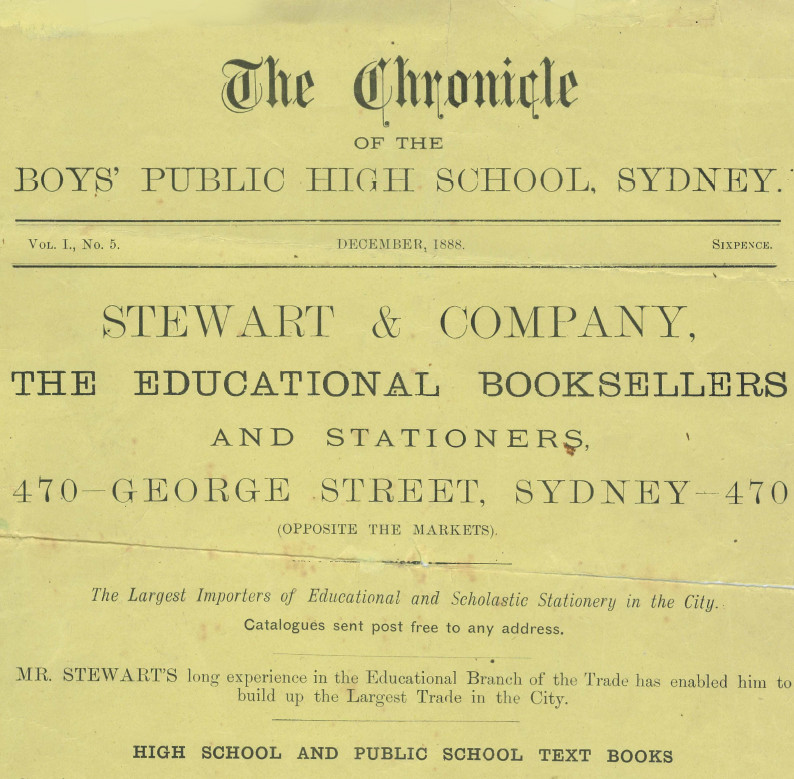 The Chronicle
OF THE
BOYS' PUBLIC HIGH SCHOOL, SYDNEY.
VOL. I., NO. 5. DECEMBER, 1888. SIXPENCE.
STEWART & COMPANY,
THE EDUCATIONAL BOOKSELLERS
AND STATIONERS,
470—GEORGE STREET, SYDNEY—470
(OPPOSITE THE MARKETS).
The Largest Importers of Educational and Scholastic Stationery in the City.
Catalogues sent post free to any address.
MR. STEWART'S long experience in the Educational Branch of the Trade has enabled him to
build up the Largest Trade in the City.
HIGH SCHOOL AND PUBLIC SCHOOL TEXT BOOKS